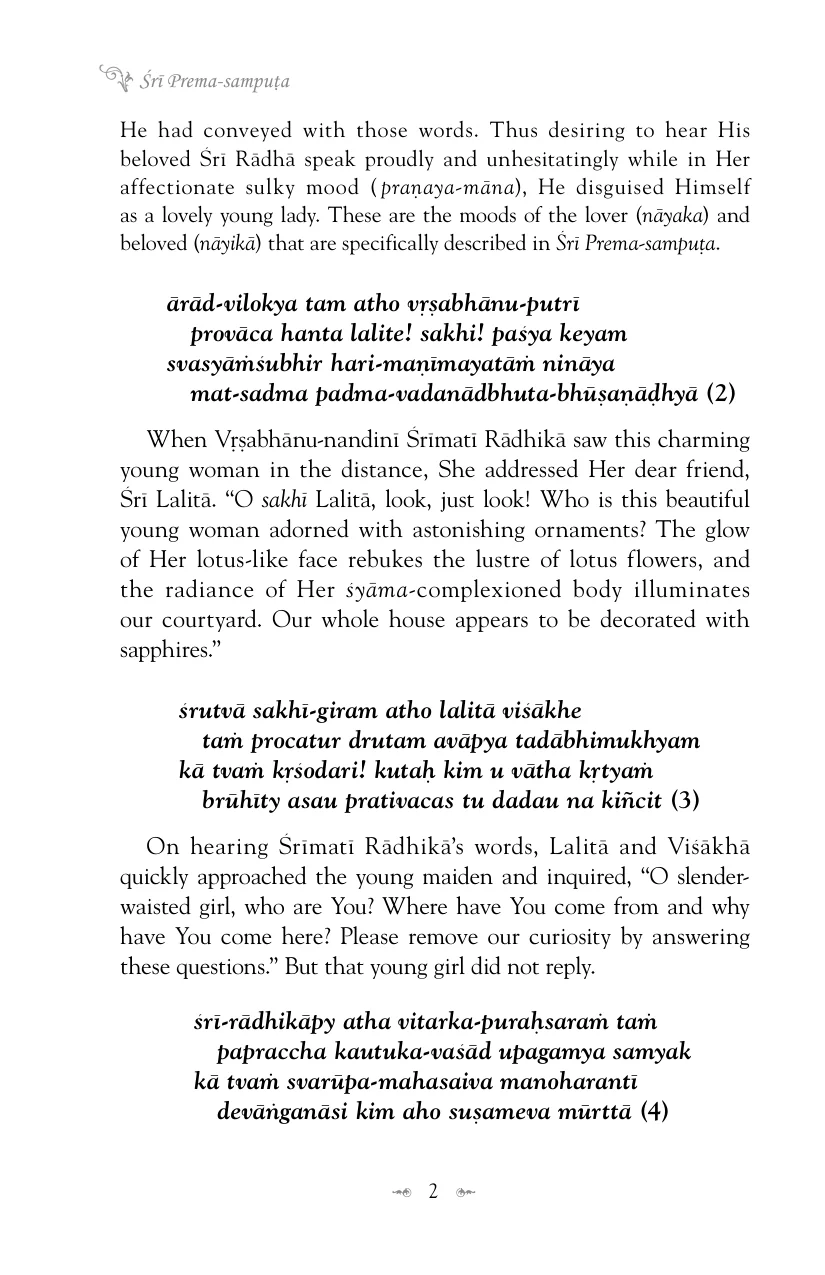 Śrī Prema-sampuṭa
He had conveyed with those words. Thus desiring to hear His
beloved Śrī Rādhā speak proudly and unhesitatingly while in Her
affectionate sulky mood (praṇaya-māna), He disguised Himself
as a lovely young lady. These are the moods of the lover (nāyaka) and
beloved (nāyikā) that are specifically described in Śrī Prema-sampuṭa.
ārād-vilokya tam atho vṛṣabhānu-putrī
provāca hanta lalite! sakhi! paśya keyam
svasyāṁśubhir hari-maṇīmayatāṁ nināya
mat-sadma padma-vadanādbhuta-bhūṣaṇāḍhyā (2)
When Vṛṣabhānu-nandinī Śrīmatī Rādhikā saw this charming
young woman in the distance, She addressed Her dear friend,
Śrī Lalitā. “O sakhī Lalitā, look, just look! Who is this beautiful
young woman adorned with astonishing ornaments? The glow
of Her lotus-like face rebukes the lustre of lotus flowers, and
the radiance of Her śyāma-complexioned body illuminates
our courtyard. Our whole house appears to be decorated with
sapphires.”
śrutvā sakhī-giram atho lalitā viśākhe
taṁ procatur drutam avāpya tadābhimukhyam
kā tvaṁ kṛśodari! kutaḥ kim u vātha kṛtyaṁ
brūhīty asau prativacas tu dadau na kiñcit (3)
On hearing Śrīmatī Rādhikā’s words, Lalitā and Viśākhā
quickly approached the young maiden and inquired, “O slender-
waisted girl, who are You? Where have You come from and why
have You come here? Please remove our curiosity by answering
these questions.” But that young girl did not reply.
śrī-rādhikāpy atha vitarka-puraḥsaraṁ taṁ
papraccha kautuka-vaśād upagamya samyak
kā tvaṁ svarūpa-mahasaiva manoharantī
devāṅganāsi kim aho suṣameva mūrttā (4)
2